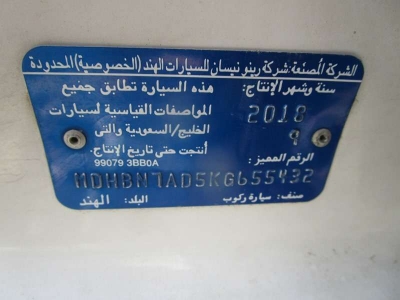 الشركة المصنعة: شركة رينو نيسان للسيارات الهند (الخصوصية) المحدودة
سنة وشهر الإنتاج: هذه السيارة تطابق جميع
2018 المواصفات القياسية لسيارات
9 الخليج/السعودية والتى
الرقم المميز: أنتجت حتى تاريخ الإنتاج.
99079 3BB0A
MDHBN7AD5KG655432
صنف: سيارة ركوب البلد: الهند